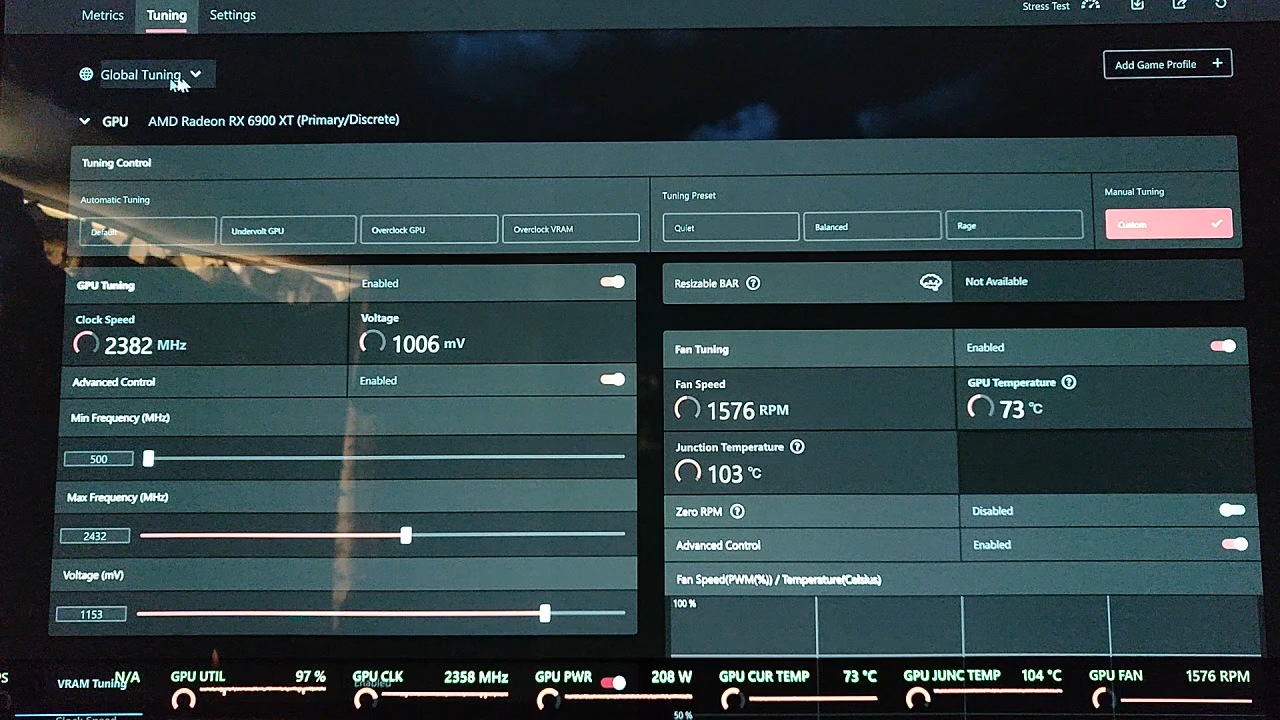 Metrics Tuning Settings Stress Test
Global Tuning Add Game Profile +
GPU AMD Radeon RX 6900 XT (Primary/Discrete)
Tuning Control
Automatic Tuning Tuning Preset Manual Tuning
Default Undervolt GPU Overclock GPU Overclock VRAM Quiet Balanced Rage Custom
GPU Tuning Enabled Resizable BAR ? Not Available
Clock Speed Voltage
2382 MHz 1006 mV
Fan Tuning Enabled
Advanced Control Enabled
Fan Speed GPU Temperature ?
1576 RPM 73 °C
Min Frequency (MHz)
500
Junction Temperature ?
103 °C
Max Frequency (MHz)
2432
Zero RPM ? Disabled
Advanced Control Enabled
Voltage (mV)
1153
Fan Speed(PWM(%)) / Temperature(Celsius)
100 %
VRAM Tuning Enabled
N/A GPU UTIL 97 % GPU CLK 2358 MHz GPU PWR 208 W GPU CUR TEMP 73 °C GPU JUNC TEMP 104 °C GPU FAN 1576 RPM
Clock Speed
50 %